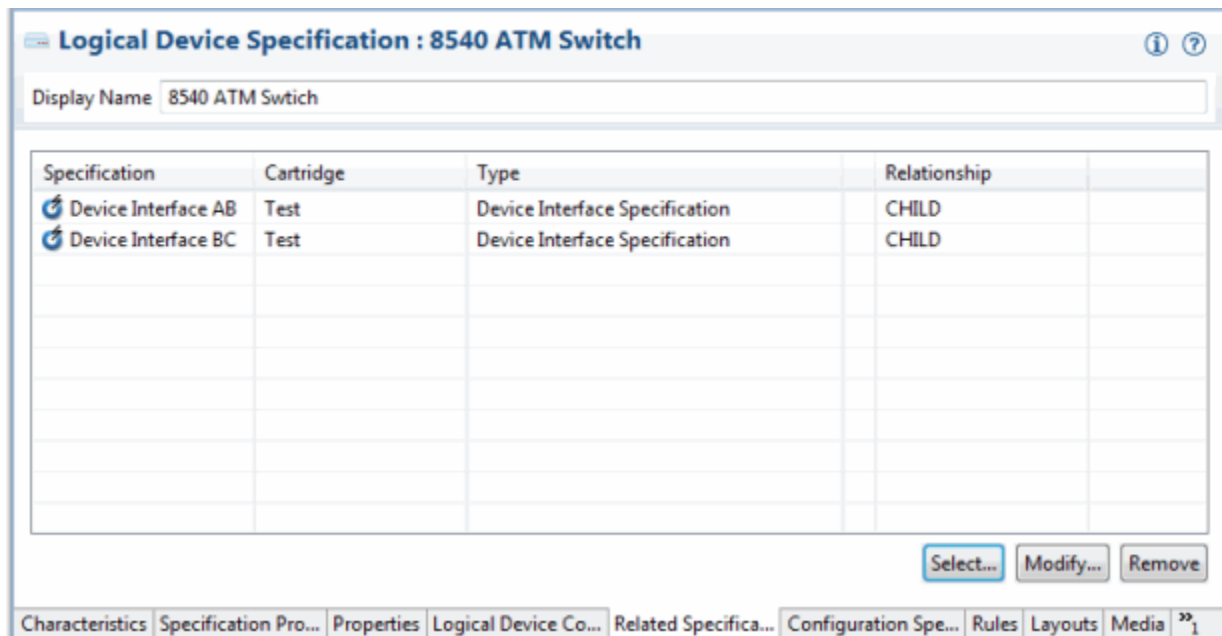 Logical Device Specification : 8540 ATM Switch
Display Name 8540 ATM Swtich
Specification Cartridge Type Relationship
Device Interface AB Test Device Interface Specification CHILD
Device Interface BC Test Device Interface Specification CHILD
Select... Modify... Remove
Characteristics Specification Pro... Properties Logical Device Co... Related Specifica... Configuration Spe... Rules Layouts Media »1